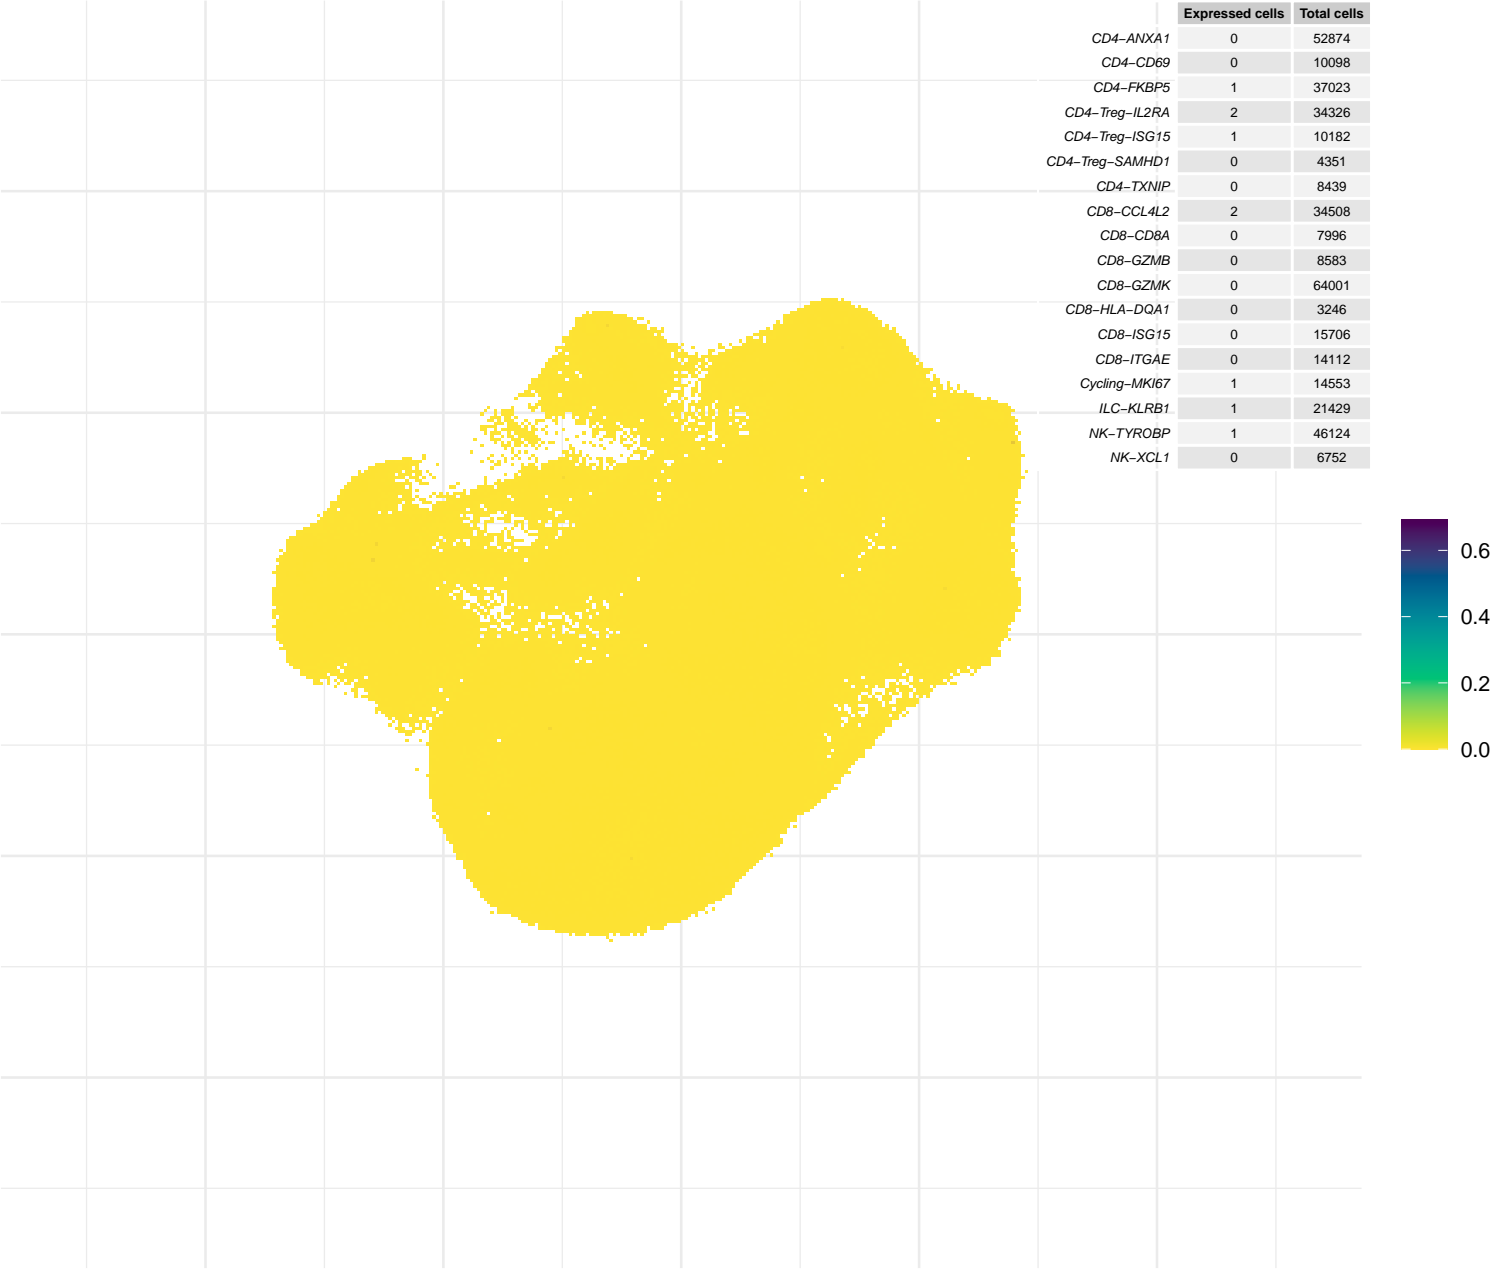 Expressed cells Total cells
CD4−ANXA1 0 52874
CD4−CD69 0 10098
CD4−FKBP5 1 37023
CD4−Treg−IL2RA 2 34326
CD4−Treg−ISG15 1 10182
CD4−Treg−SAMHD1 0 4351
CD4−TXNIP 0 8439
CD8−CCL4L2 2 34508
CD8−CD8A 0 7996
CD8−GZMB 0 8583
CD8−GZMK 0 64001
CD8−HLA−DQA1 0 3246
CD8−ISG15 0 15706
CD8−ITGAE 0 14112
Cycling−MKI67 1 14553
ILC−KLRB1 1 21429
NK−TYROBP 1 46124
NK−XCL1 0 6752
0.6
0.4
0.2
0.0